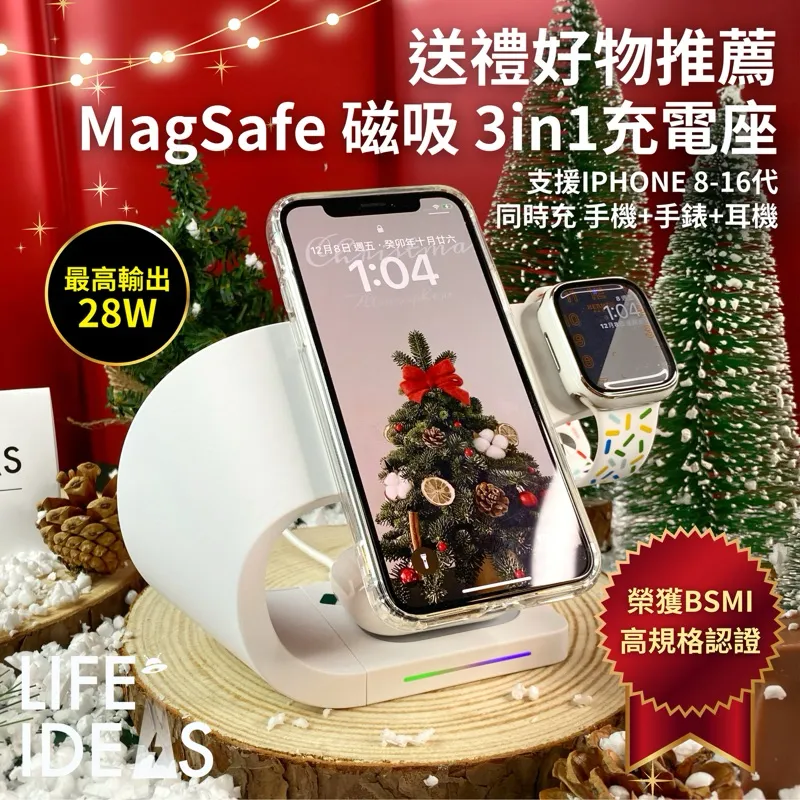 送禮好物推薦
MagSafe 磁吸 3in1充電座
支援IPHONE 8-16代
同時充 手機+手錶+耳機
最高輸出
28W
12月8日 週五・癸卯年十月廿六
Christmas
1:04
1:04
S
榮獲BSMI
高規格認證
LIFE
IDEAS